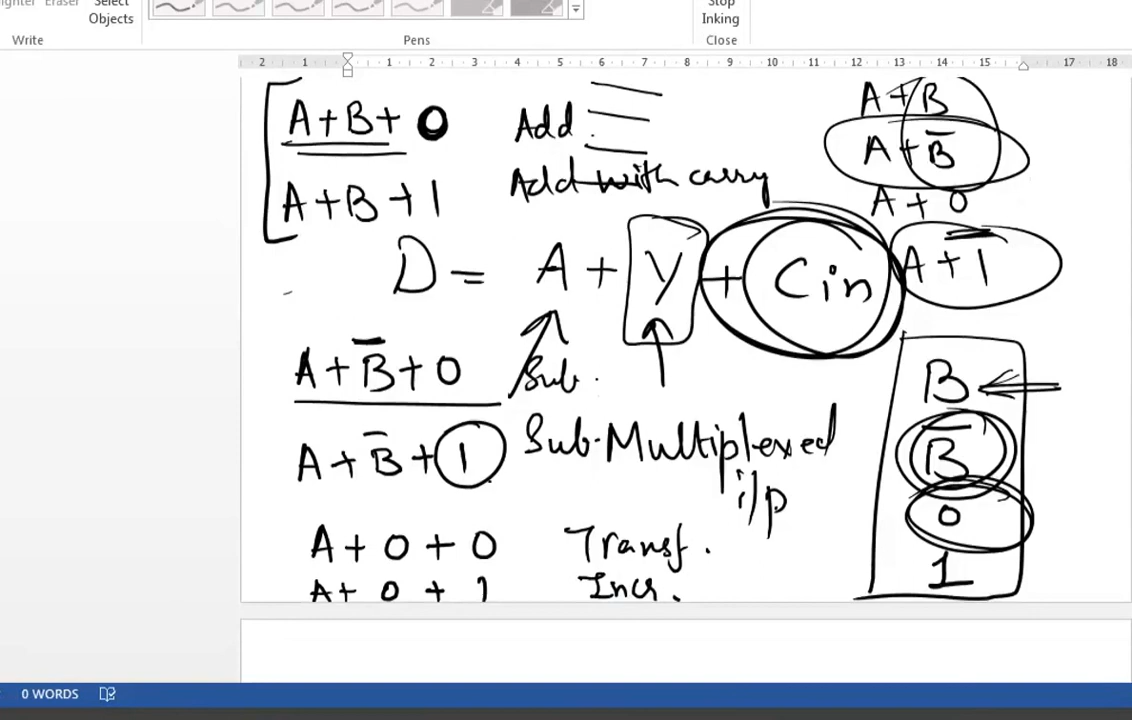 Eraser
Select
Objects
Stop
Inking
Write
Pens
Close
2 1 1 2 3 4 5 6 7 8 9 10 11 12 13 14 15 17 18
A+B+0 Add
A+B
A+B̅
A+B+1 Add with carry
A+0
D = A + Y + Cin
A+1̅
A+B̅+0 Sub.
B
A+B̅+1 Sub. Multiplexed
B̅
i/p
0
A+0+0 Transf.
1
A+0+1 Incr.
0 WORDS